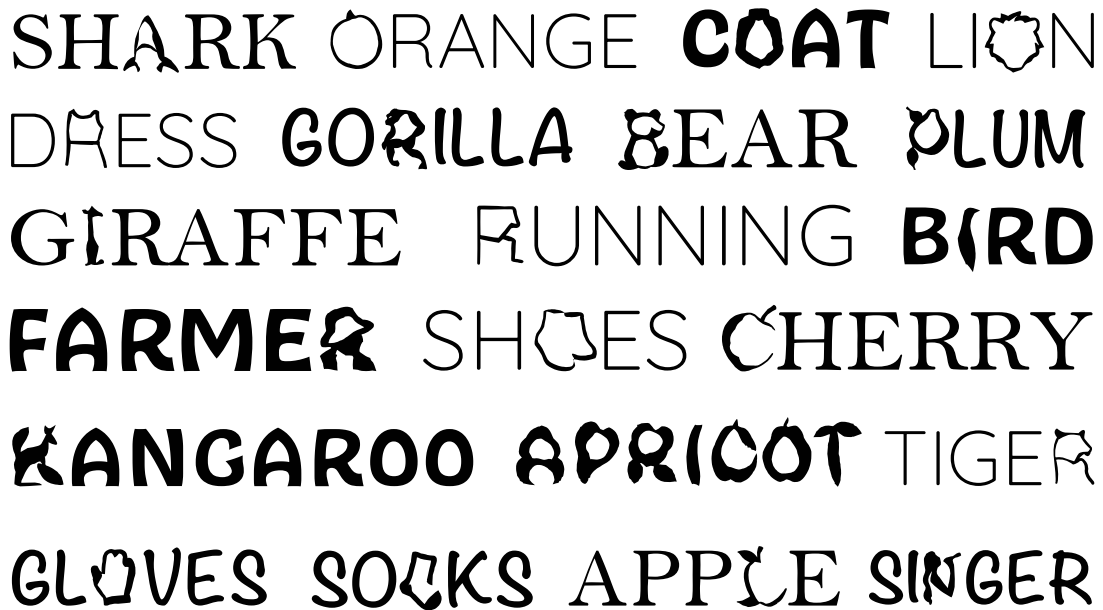 SHARK ORANGE COAT LION
DRESS GORILLA BEAR PLUM
GIRAFFE RUNNING BIRD
FARMER SHOES CHERRY
KANGAROO APRICOT TIGER
GLOVES SOCKS APPLE SINGER